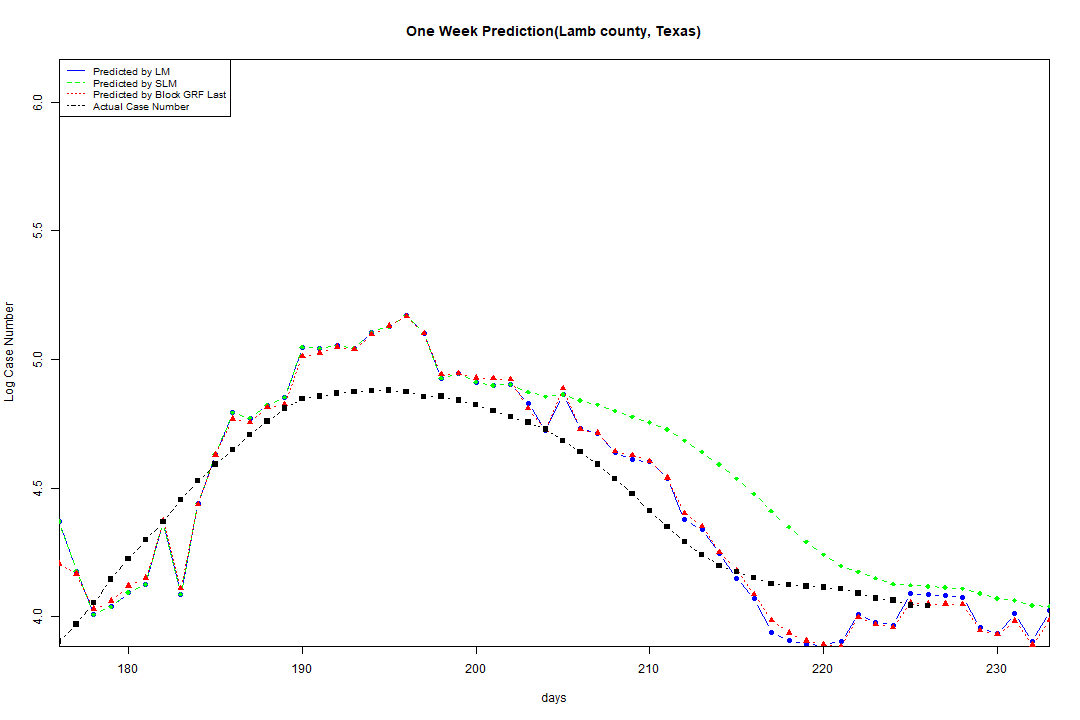 One Week Prediction(Lamb county, Texas)
Predicted by LM
Predicted by SLM
Predicted by Block GRF Last
Actual Case Number
6.0
5.5
5.0
4.5
4.0
Log Case Number
180 190 200 210 220 230
days